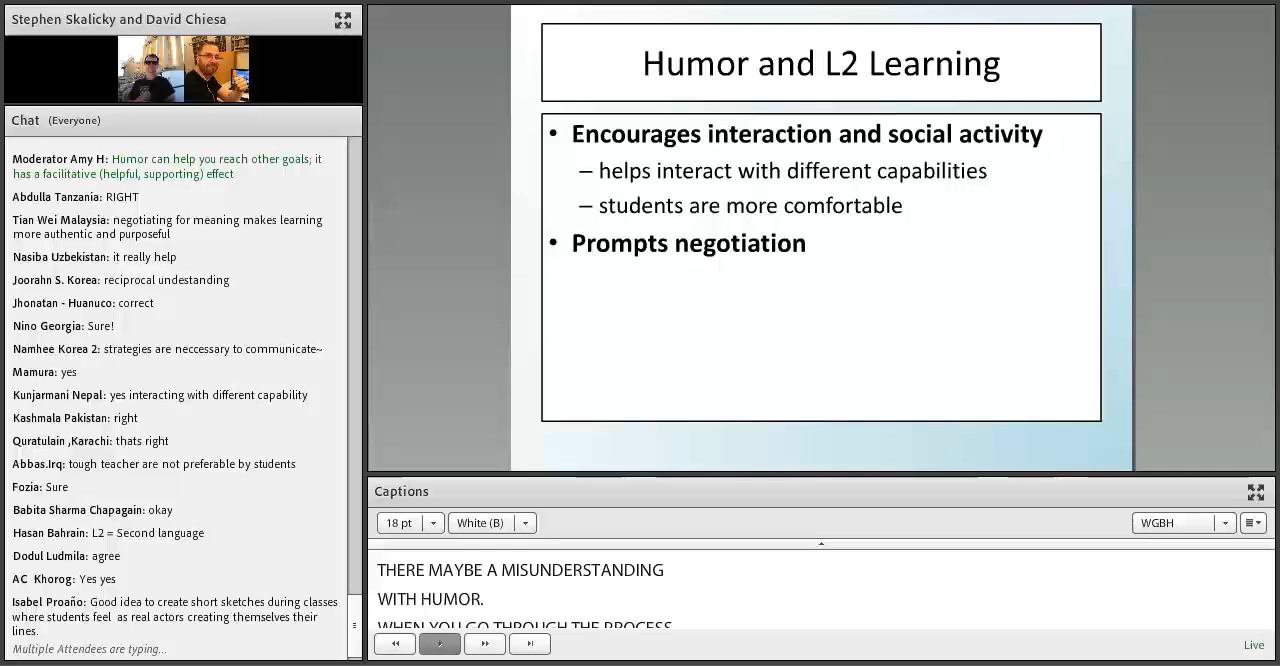 Stephen Skalicky and David Chiesa
Chat (Everyone)
Moderator Amy H: Humor can help you reach other goals; it
has a facilitative (helpful, supporting) effect
Abdulla Tanzania: RIGHT
Tian Wei Malaysia: negotiating for meaning makes learning
more authentic and purposeful
Nasiba Uzbekistan: it really help
Joorahn S. Korea: reciprocal undestanding
Jhonatan - Huanuco: correct
Nino Georgia: Sure!
Namhee Korea 2: strategies are neccessary to communicate~
Mamura: yes
Kunjarmani Nepal: yes interacting with different capability
Kashmala Pakistan: right
Quratulain ,Karachi: thats right
Abbas.Irq: tough teacher are not preferable by students
Fozia: Sure
Babita Sharma Chapagain: okay
Hasan Bahrain: L2 = Second language
Dodul Ludmila: agree
AC Khorog: Yes yes
Isabel Proaño: Good idea to create short sketches during classes
where students feel as real actors creating themselves their
lines.
Multiple Attendees are typing...
Humor and L2 Learning
• Encourages interaction and social activity
– helps interact with different capabilities
– students are more comfortable
• Prompts negotiation
Captions
18 pt White (B) WGBH
THERE MAYBE A MISUNDERSTANDING
WITH HUMOR.
WHEN YOU GO THROUGH THE PROCESS
Live